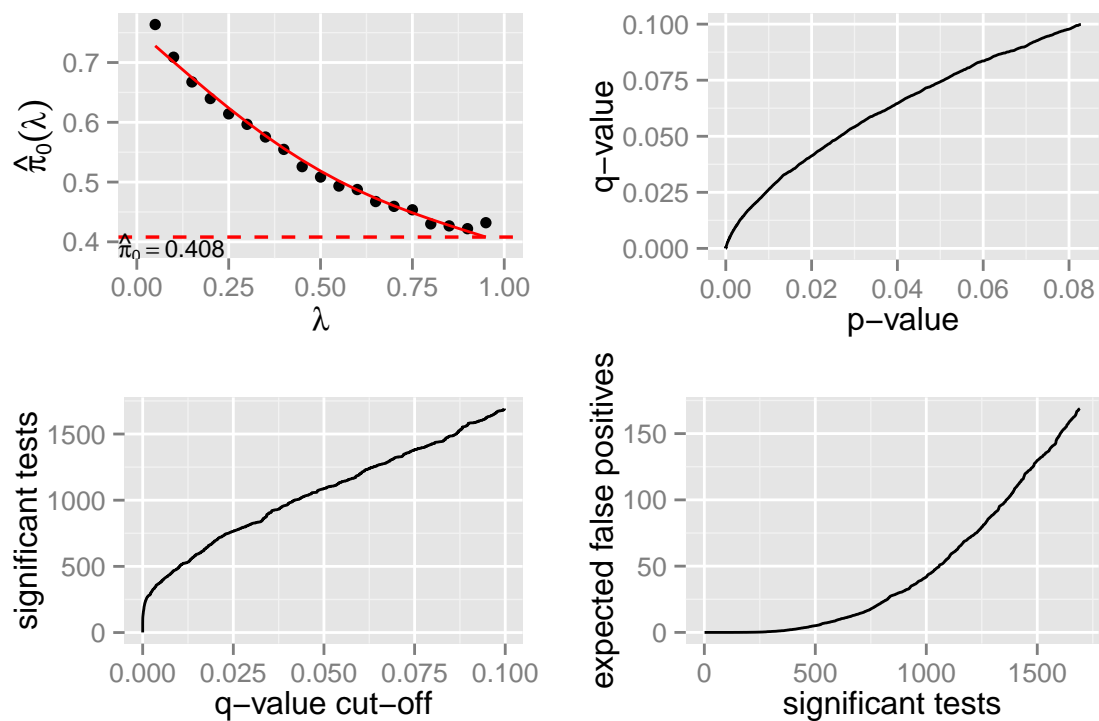 π̂₀(λ)
0.7
0.6
0.5
0.4
π̂₀ = 0.408
0.00 0.25 0.50 0.75 1.00
λ
q−value
0.100
0.075
0.050
0.025
0.000
0.00 0.02 0.04 0.06 0.08
p−value
significant tests
1500
1000
500
0
0.000 0.025 0.050 0.075 0.100
q−value cut−off
expected false positives
150
100
50
0
0 500 1000 1500
significant tests